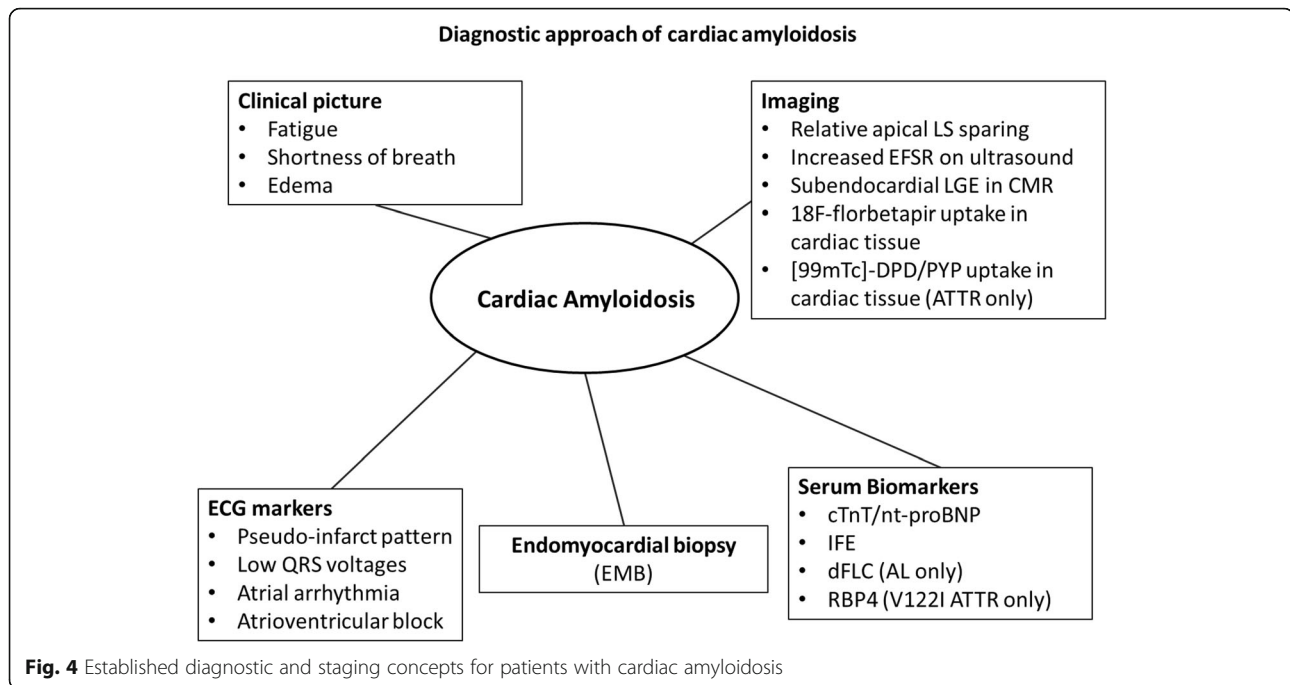 Diagnostic approach of cardiac amyloidosis
Clinical picture
• Fatigue
• Shortness of breath
• Edema
Imaging
• Relative apical LS sparing
• Increased EFSR on ultrasound
• Subendocardial LGE in CMR
• 18F-florbetapir uptake in
cardiac tissue
• [99mTc]-DPD/PYP uptake in
cardiac tissue (ATTR only)
Cardiac Amyloidosis
ECG markers
• Pseudo-infarct pattern
• Low QRS voltages
• Atrial arrhythmia
• Atrioventricular block
Endomyocardial biopsy
(EMB)
Serum Biomarkers
• cTnT/nt-proBNP
• IFE
• dFLC (AL only)
• RBP4 (V122I ATTR only)
Fig. 4 Established diagnostic and staging concepts for patients with cardiac amyloidosis